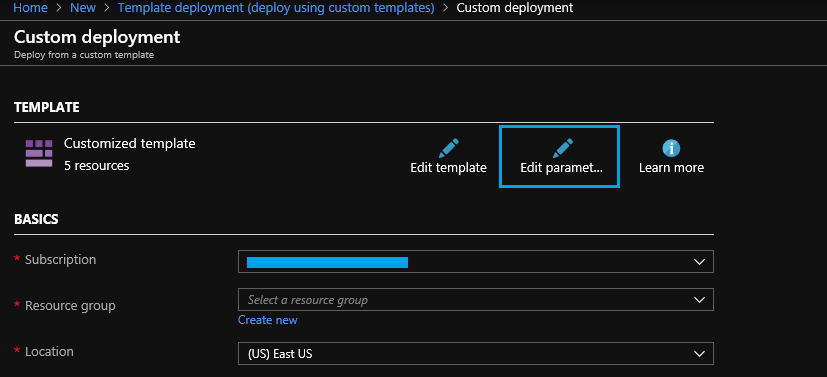 Home > New > Template deployment (deploy using custom templates) > Custom deployment
Custom deployment
Deploy from a custom template
TEMPLATE
Customized template
5 resources
Edit template
Edit paramet...
Learn more
BASICS
* Subscription
* Resource group
Select a resource group
Create new
* Location
(US) East US